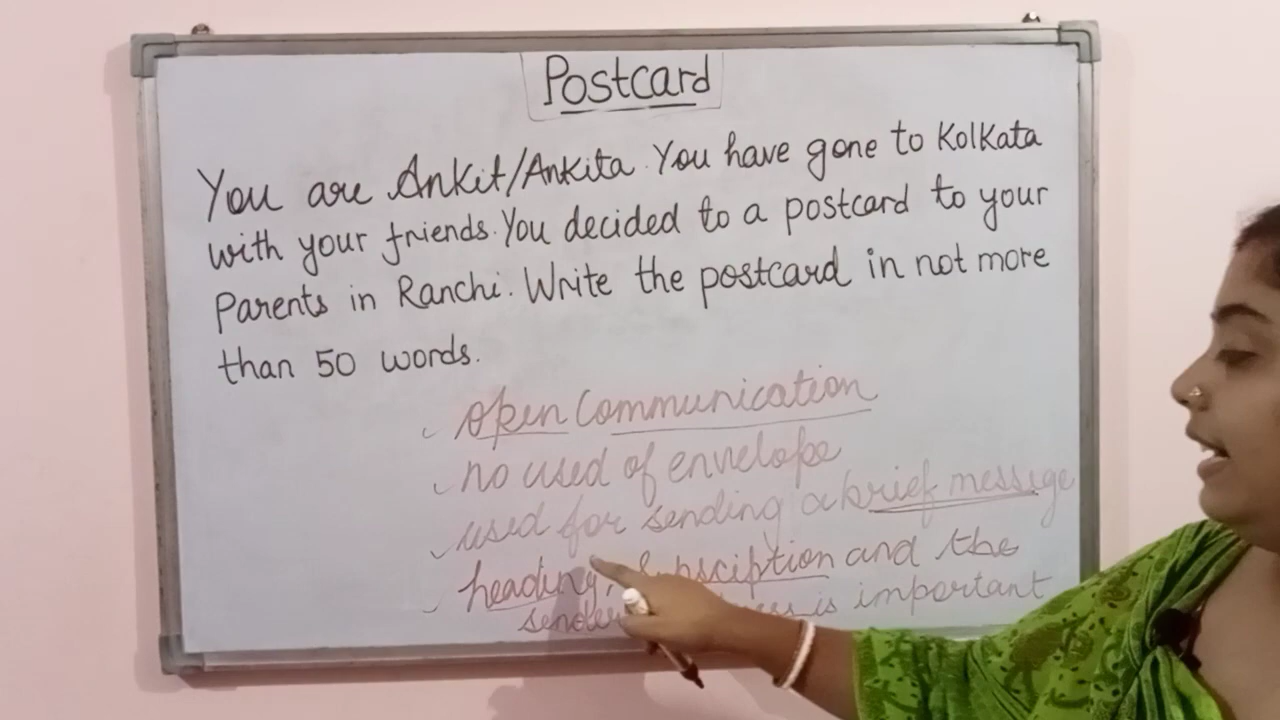 Postcard
You are Ankit/Ankita. You have gone to Kolkata
with your friends. You decided to a postcard to your
Parents in Ranchi. Write the postcard in not more
than 50 words.
open communication
no used of envelope
used for sending a brief messege
heading, and the
sender is important